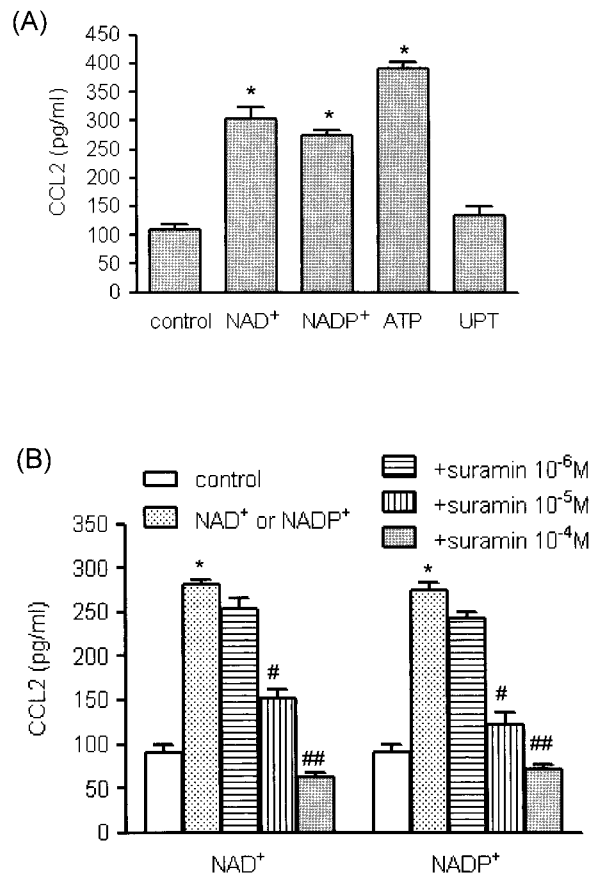 (A)
CCL2 (pg/ml)
450
400
350
300
250
200
150
100
50
0
*
*
*
control NAD⁺ NADP⁺ ATP UPT
(B)
control
NAD⁺ or NADP⁺
+suramin 10⁻⁶M
+suramin 10⁻⁵M
+suramin 10⁻⁴M
CCL2 (pg/ml)
350
300
250
200
150
100
50
0
*
#
##
*
#
##
NAD⁺ NADP⁺